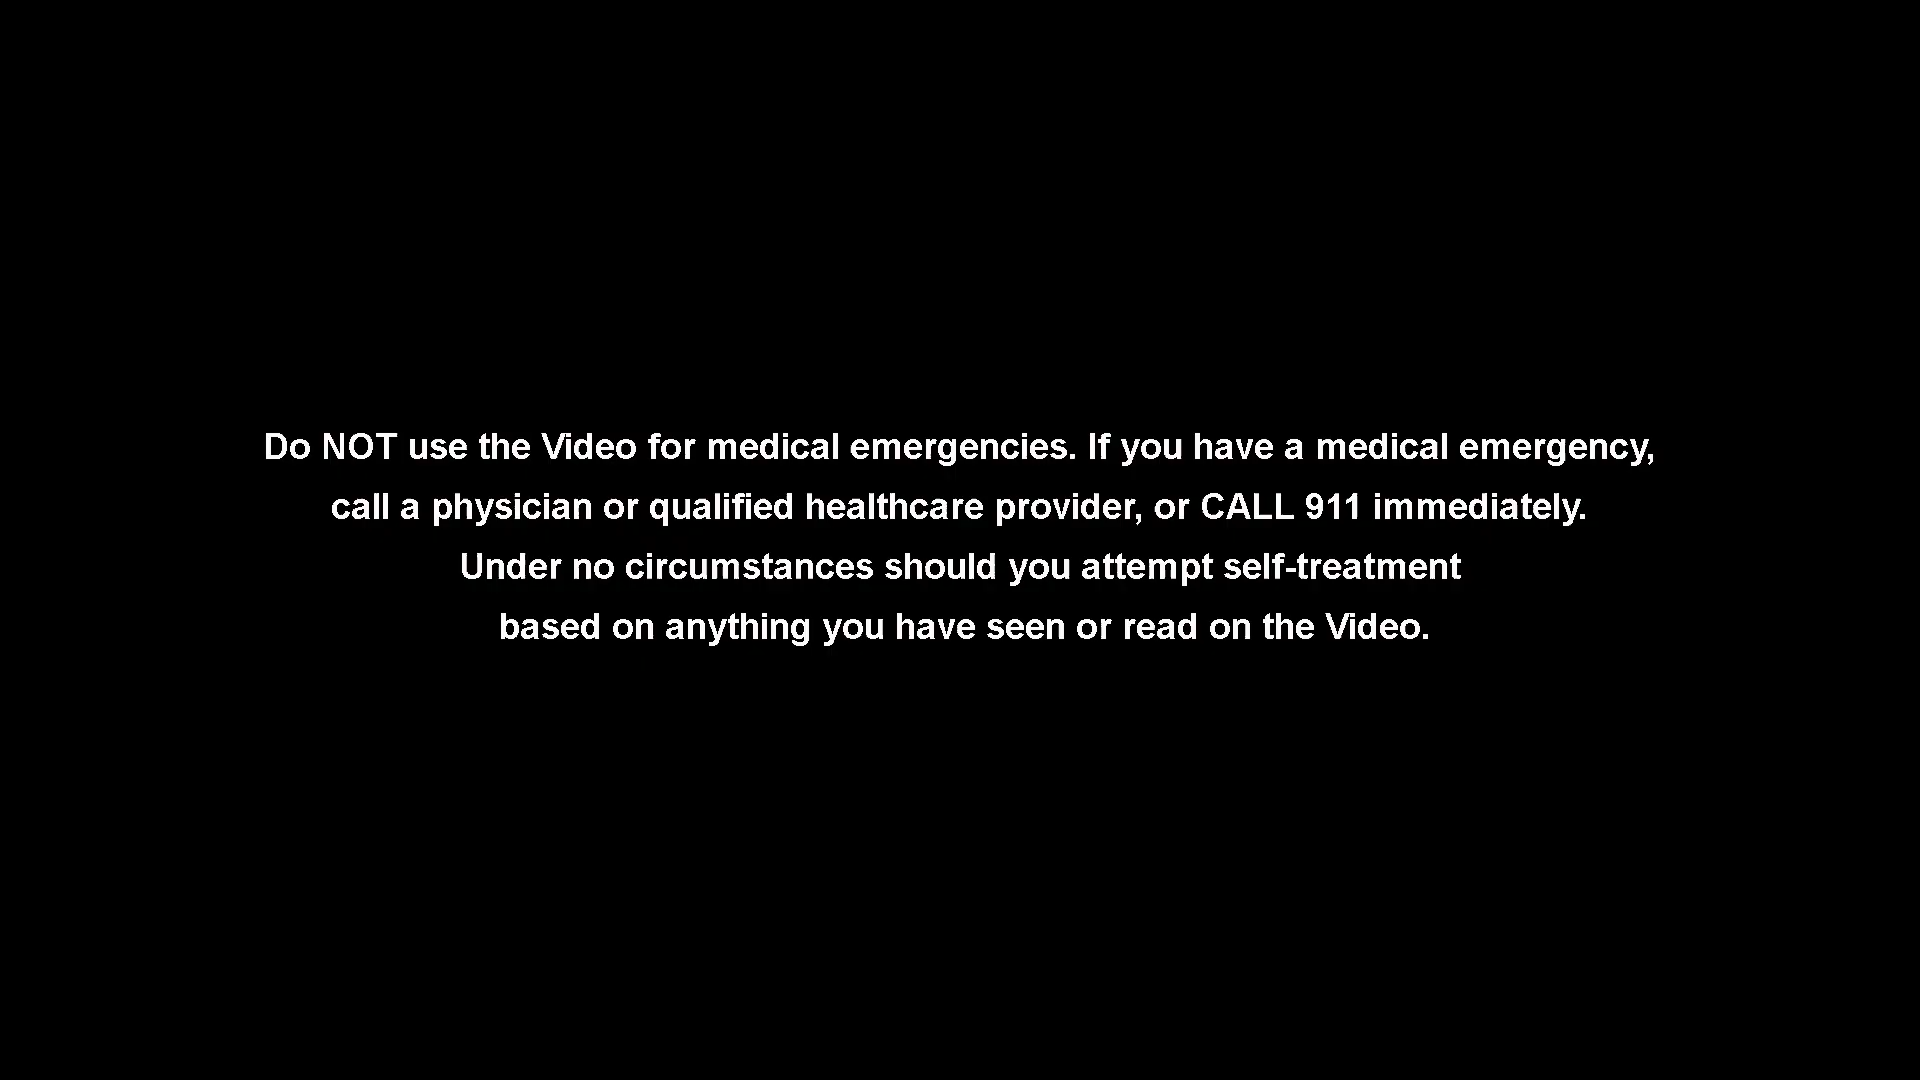 Do NOT use the Video for medical emergencies. If you have a medical emergency,
call a physician or qualified healthcare provider, or CALL 911 immediately.
Under no circumstances should you attempt self-treatment
based on anything you have seen or read on the Video.